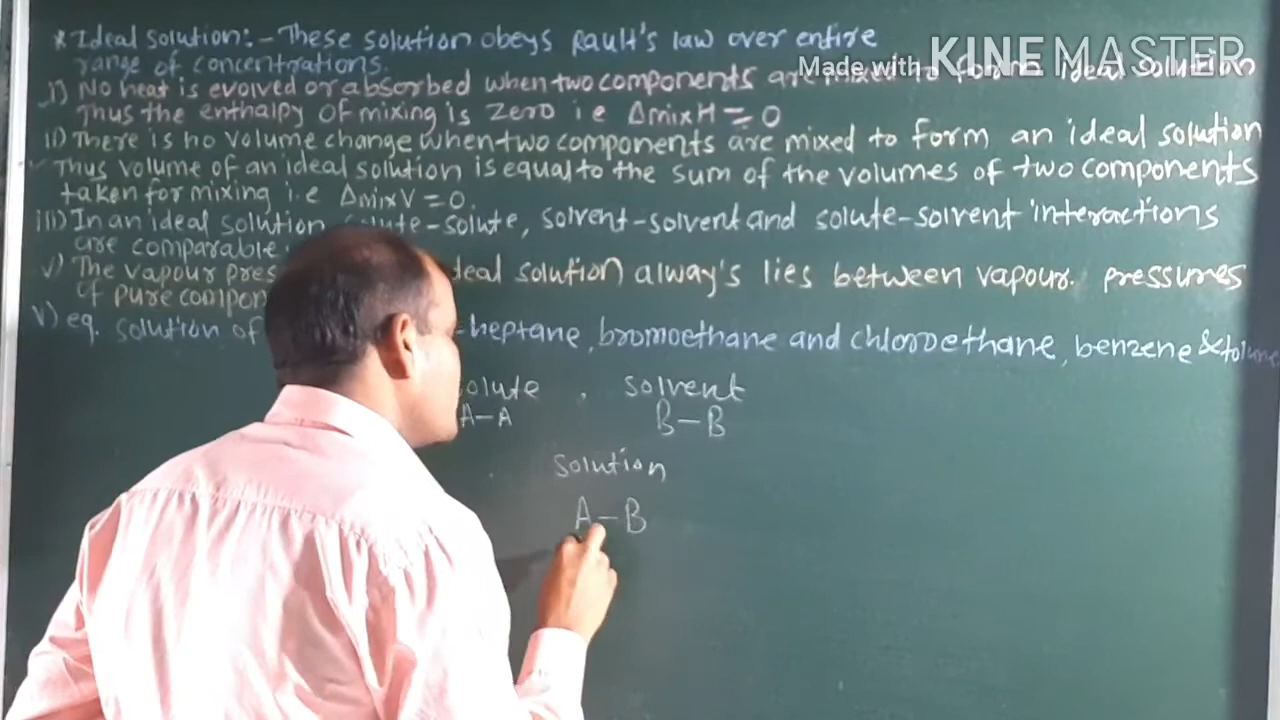 * Ideal solution:- These solution obeys Rault's law over entire
range of concentrations.
Made with KINEMASTER
i) No heat is evolved or absorbed when two components are mixed to form ideal solution
Thus the enthalpy of mixing is zero i e ΔmixH = 0
ii) There is no volume change when two components are mixed to form an ideal solution
Thus volume of an ideal solution is equal to the sum of the volumes of two components
taken for mixing i.e ΔmixV = 0.
iii) In an ideal solution solute-solute, solvent-solvent and solute-solvent interactions
are comparable.
v) The vapour deal solution alway's lies between vapour pressures
of pure
v) eg. solution of -heptane, bromoethane and chloroethane, benzene &
olute . solvent
A-A B-B
solution
A-B